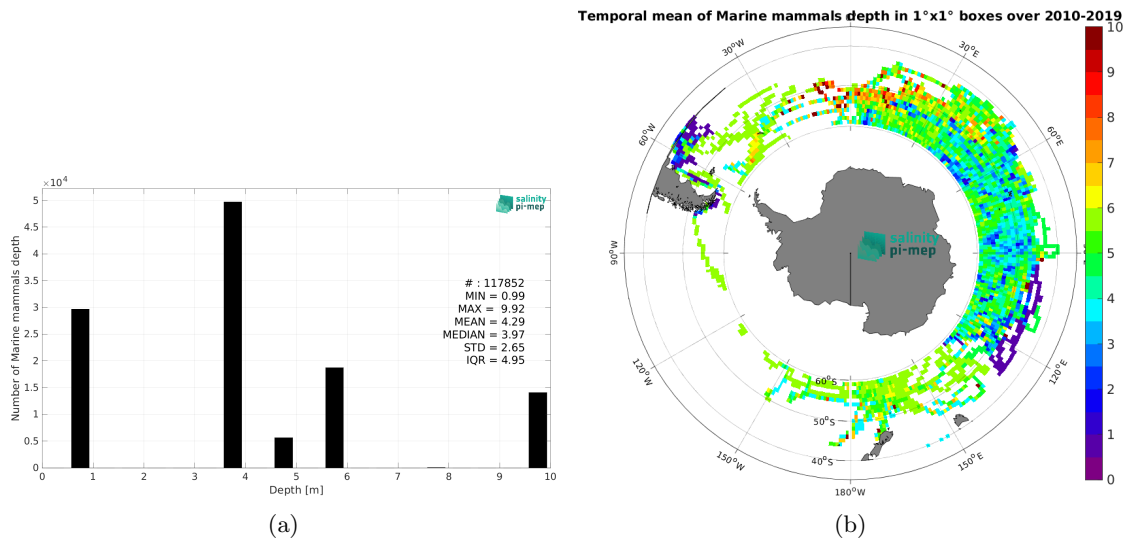 Temporal mean of Marine mammals depth in 1°x1° boxes over 2010-2019
×10⁴
5
4.5
4
3.5
3
2.5
2
1.5
1
0.5
0
Number of Marine mammals depth
salinity
pi-mep
# : 117852
MIN = 0.99
MAX = 9.92
MEAN = 4.29
MEDIAN = 3.97
STD = 2.65
IQR = 4.95
0 1 2 3 4 5 6 7 8 9 10
Depth [m]
(a)
30°W
30°E
60°W
60°E
90°W
120°W
120°E
150°W
150°E
180°W
60°S
50°S
40°S
salinity
pi-mep
10
9
8
7
6
5
4
3
2
1
0
(b)